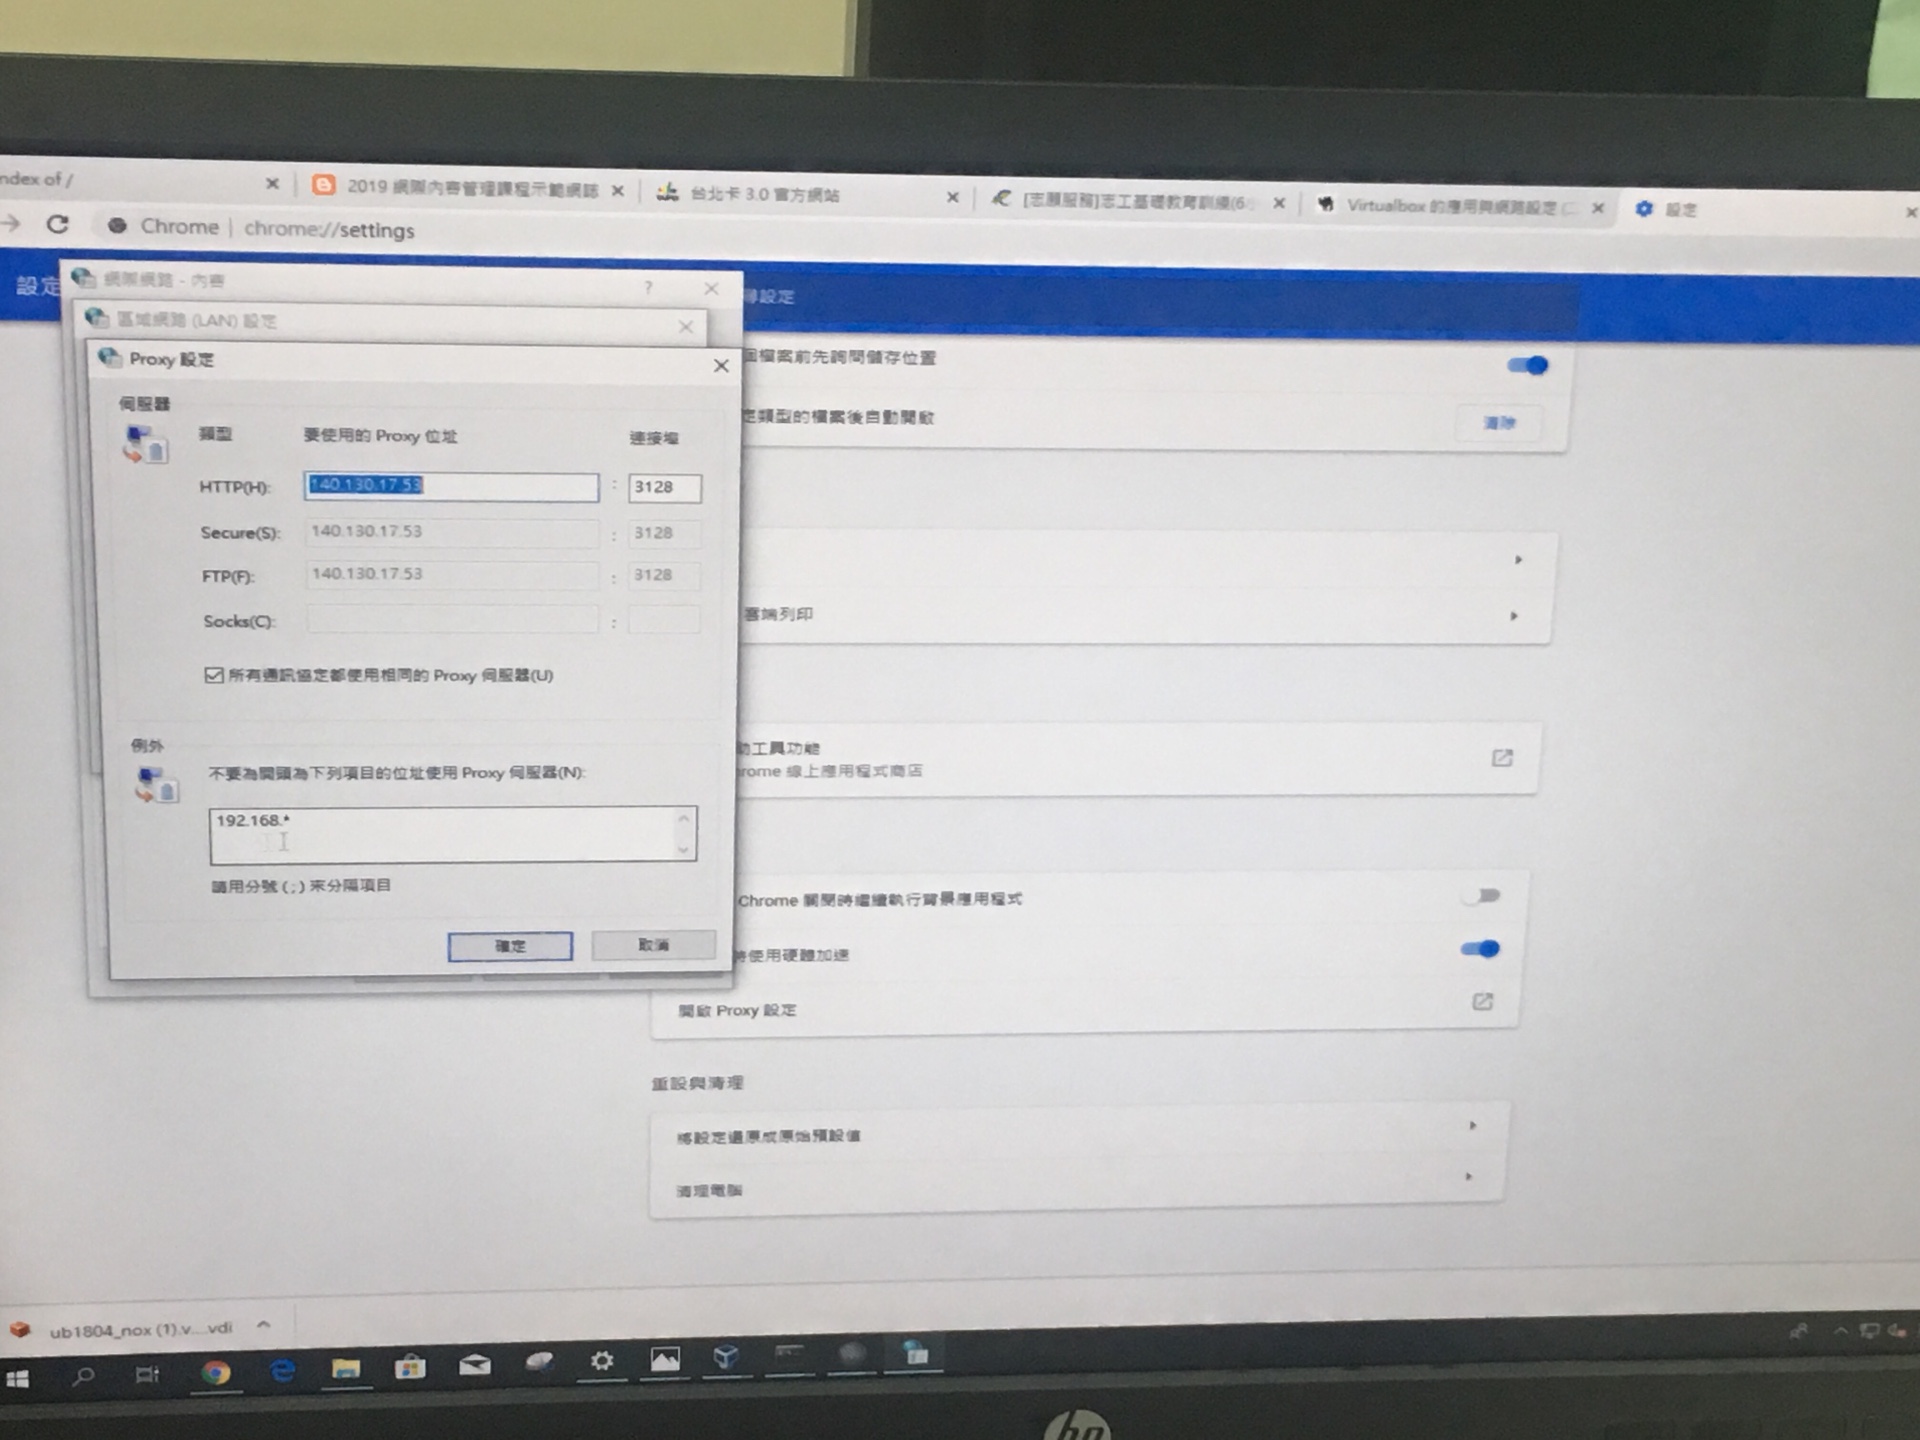 ndex of /
2019 網際內容管理課程示範網誌
台北卡 3.0 官方網站
[志願服務]志工基礎教育訓練(6
Virtualbox 的應用與網路設定 (二
設定
Chrome | chrome://settings
設定
尋設定
網際網路 - 內容
?
區域網路 (LAN) 設定
Proxy 設定
伺服器
類型
要使用的 Proxy 位址
連接埠
HTTP(H):
140.130.17.53
:
3128
Secure(S):
140.130.17.53
:
3128
FTP(F):
140.130.17.53
:
3128
Socks(C):
:
所有通訊協定都使用相同的 Proxy 伺服器(U)
例外
不要為開頭為下列項目的位址使用 Proxy 伺服器(N):
192.168.*
請用分號 ( ; ) 來分隔項目
確定
取消
個檔案前先詢問儲存位置
定類型的檔案後自動開啟
清除
雲端列印
助工具功能
rome 線上應用程式商店
Chrome 關閉時繼續執行背景應用程式
時使用硬體加速
開啟 Proxy 設定
重設與清理
將設定還原成原始預設值
清理電腦
ub1804_nox (1).v....vdi
hp